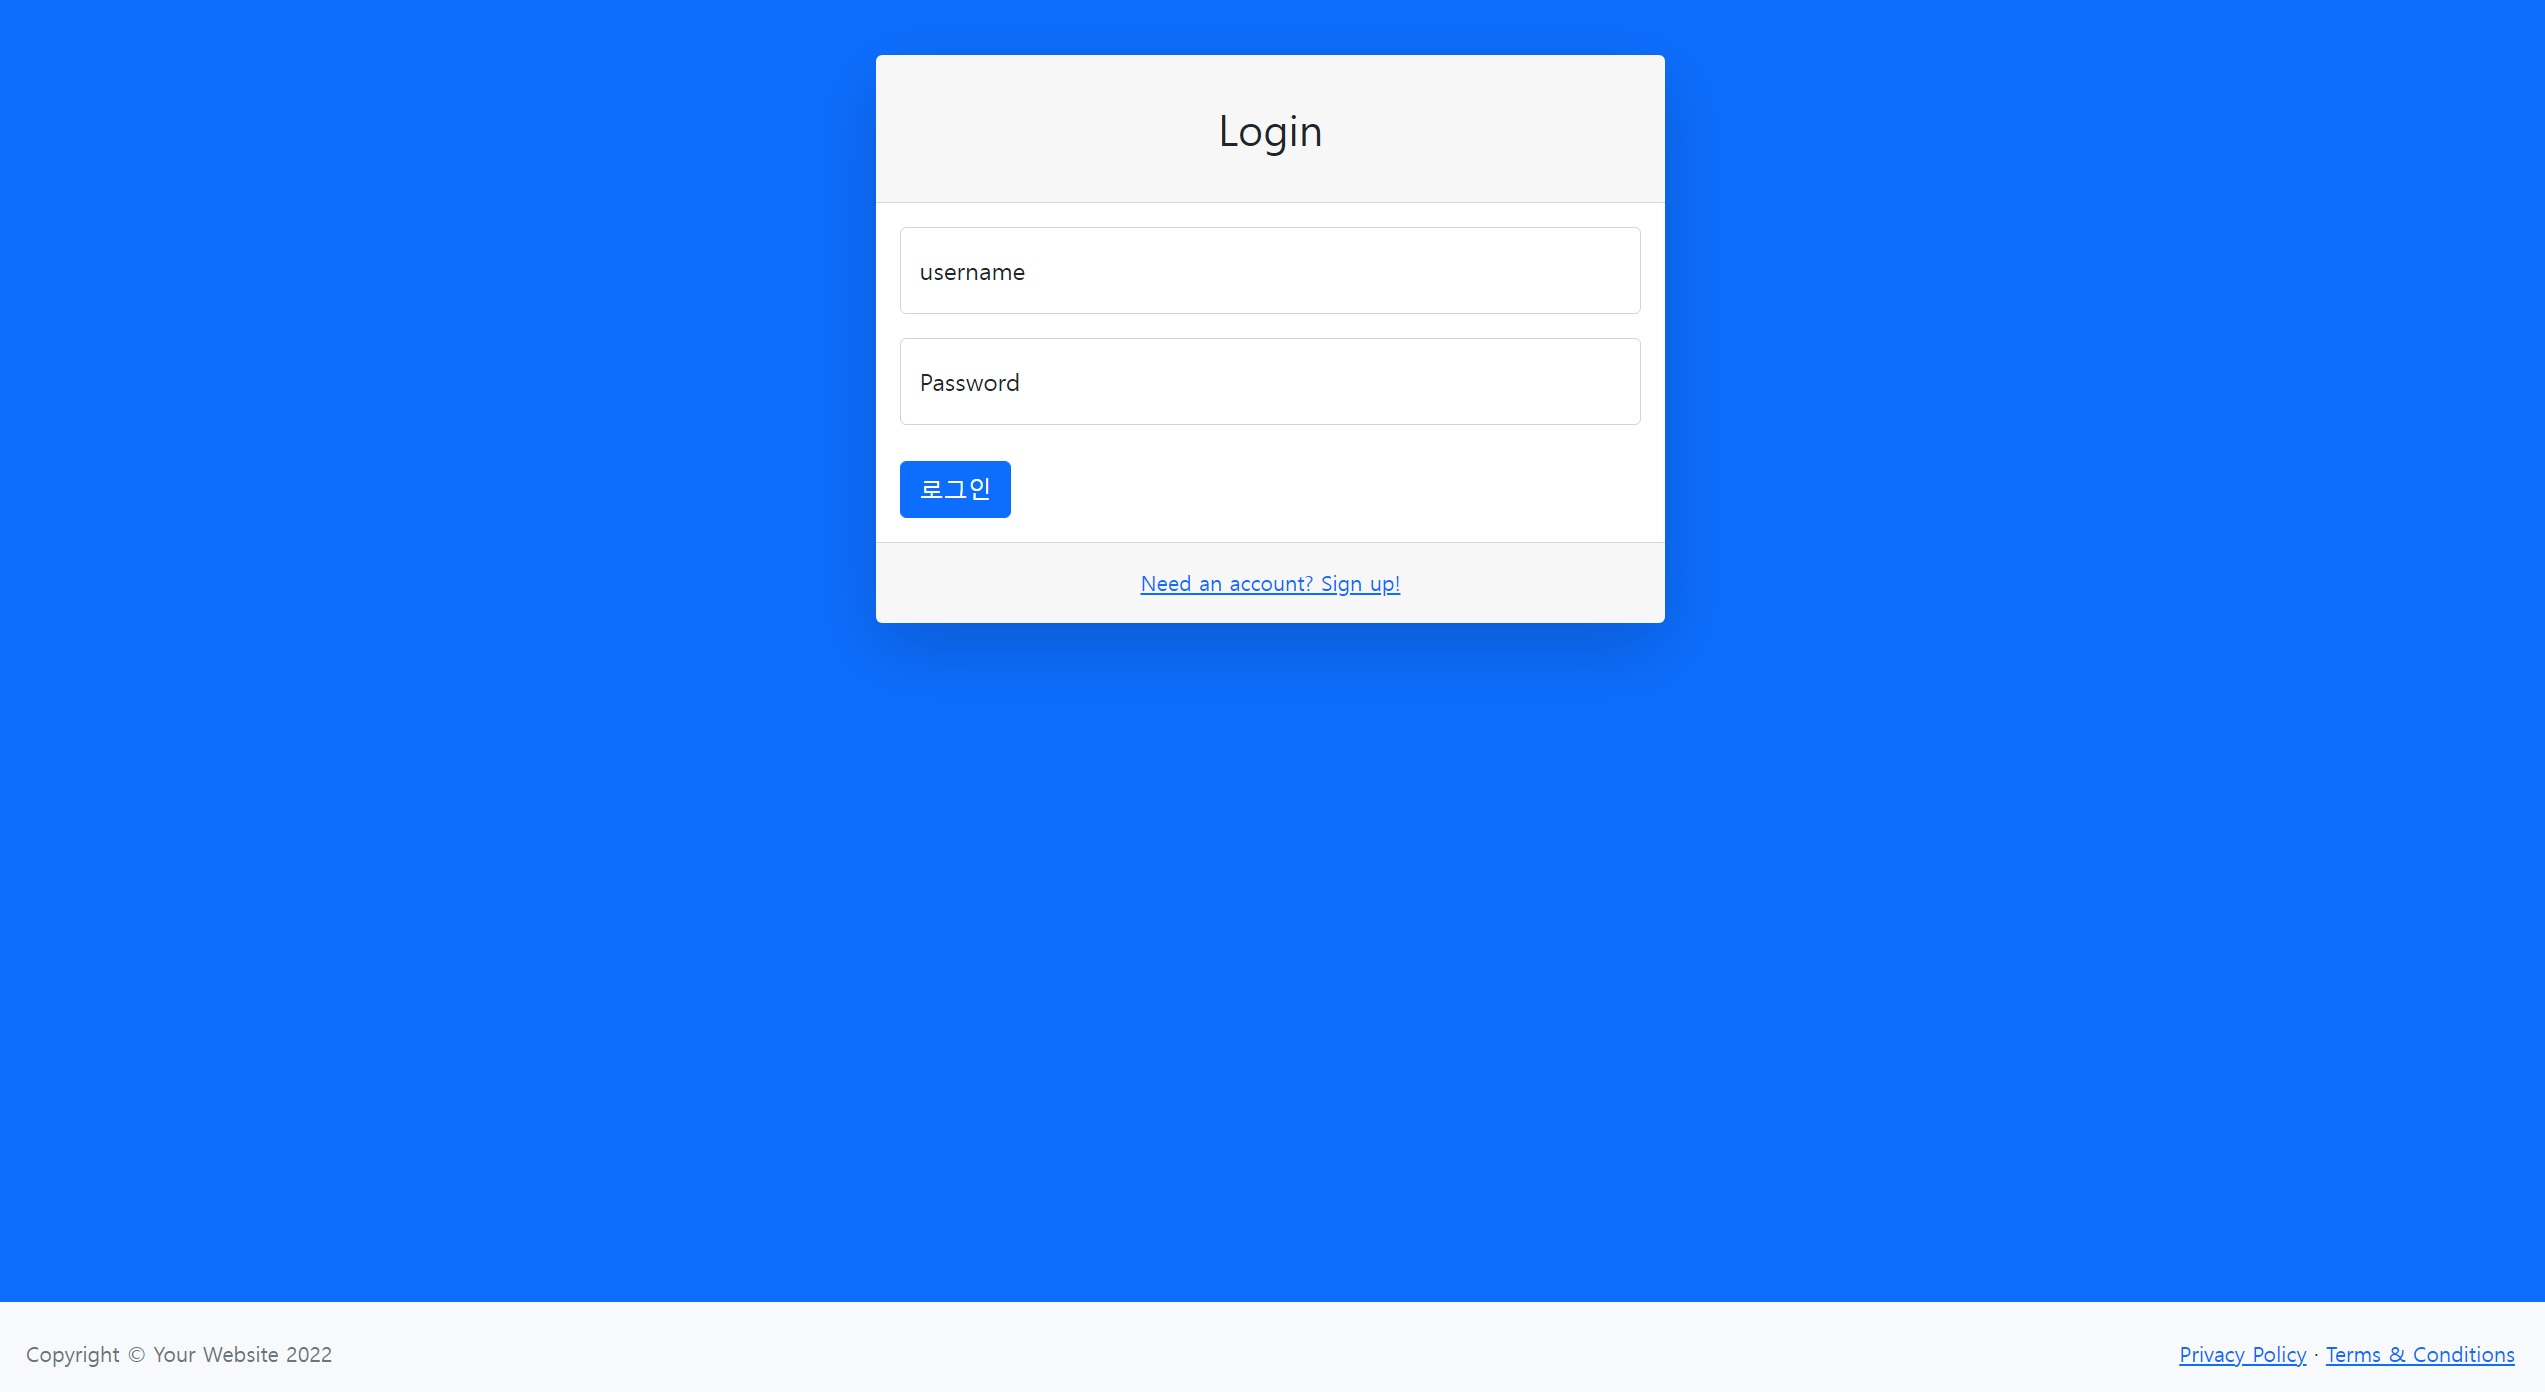 Login
username
Password
로그인
Need an account? Sign up!
Copyright © Your Website 2022
Privacy Policy · Terms & Conditions